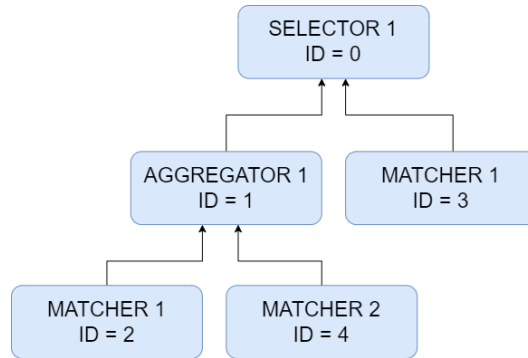 SELECTOR 1
ID = 0
AGGREGATOR 1
ID = 1
MATCHER 1
ID = 3
MATCHER 1
ID = 2
MATCHER 2
ID = 4